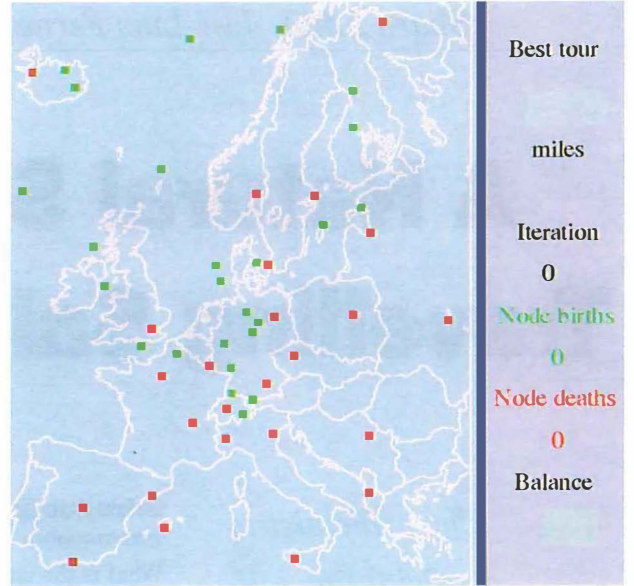 Best tour
miles
Iteration
0
Node births
0
Node deaths
0
Balance